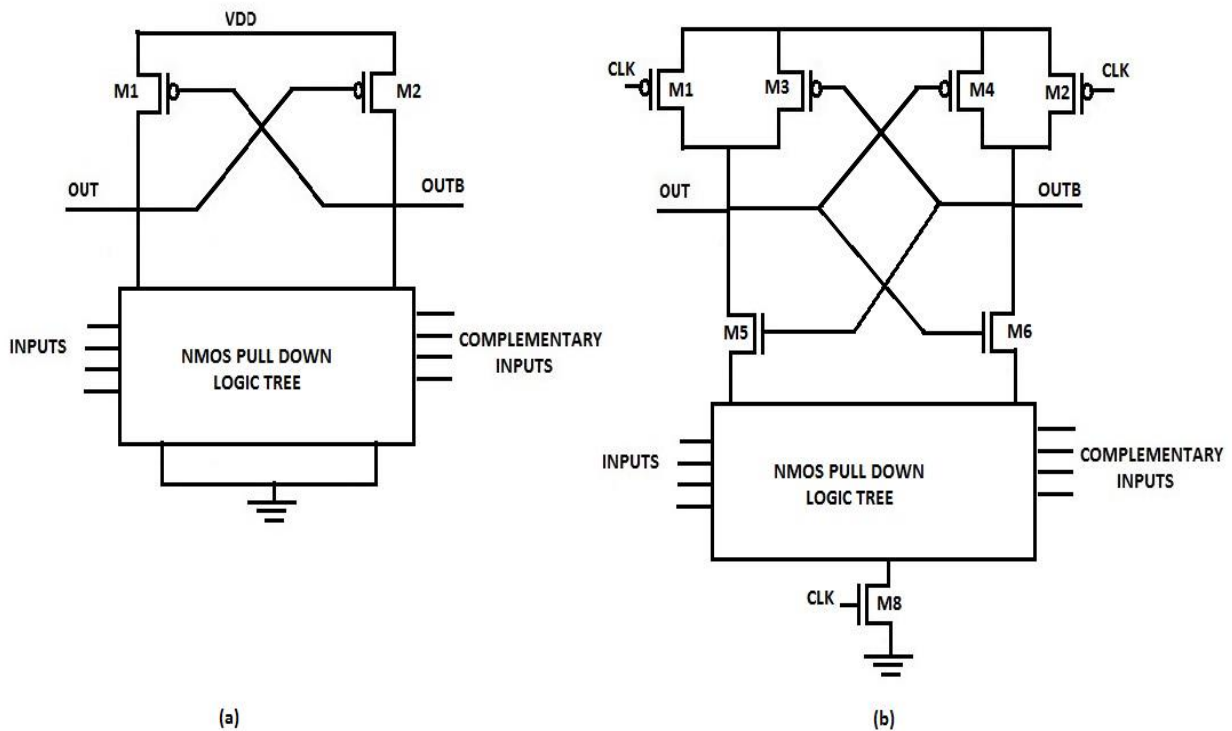 VDD
M1
M2
OUT
OUTB
INPUTS
NMOS PULL DOWN
LOGIC TREE
COMPLEMENTARY
INPUTS
(a)
CLK
M1
M3
M4
M2
CLK
OUT
OUTB
M5
M6
INPUTS
NMOS PULL DOWN
LOGIC TREE
COMPLEMENTARY
INPUTS
CLK
M8
(b)